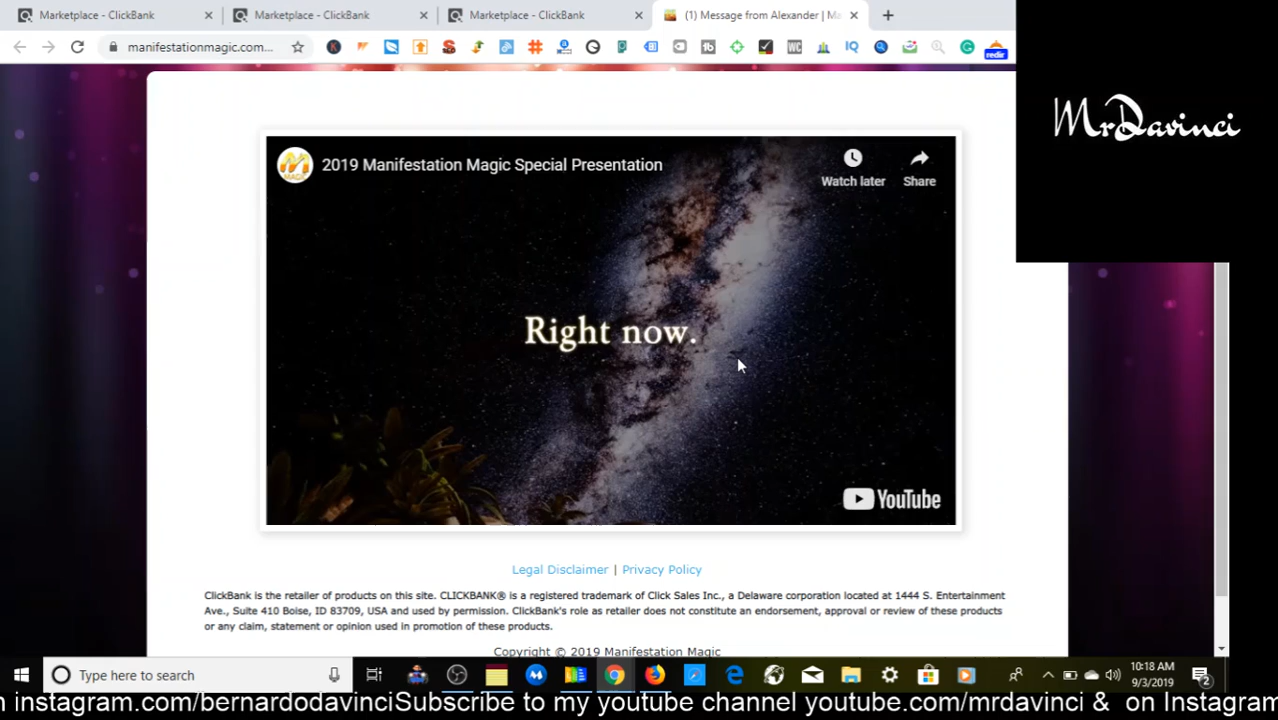 Marketplace - ClickBank
Marketplace - ClickBank
Marketplace - ClickBank
(1) Message from Alexander | Ma
manifestationmagic.com...
redir
MrDavinci
MAGIC
2019 Manifestation Magic Special Presentation
Watch later
Share
Right now.
YouTube
Legal Disclaimer | Privacy Policy
ClickBank is the retailer of products on this site. CLICKBANK® is a registered trademark of Click Sales Inc., a Delaware corporation located at 1444 S. Entertainment
Ave., Suite 410 Boise, ID 83709, USA and used by permission. ClickBank's role as retailer does not constitute an endorsement, approval or review of these products
or any claim, statement or opinion used in promotion of these products.
Copyright © 2019 Manifestation Magic
Type here to search
10:18 AM
9/3/2019
2
n instagram.com/bernardodavinciSubscribe to my youtube channel youtube.com/mrdavinci & on Instagram